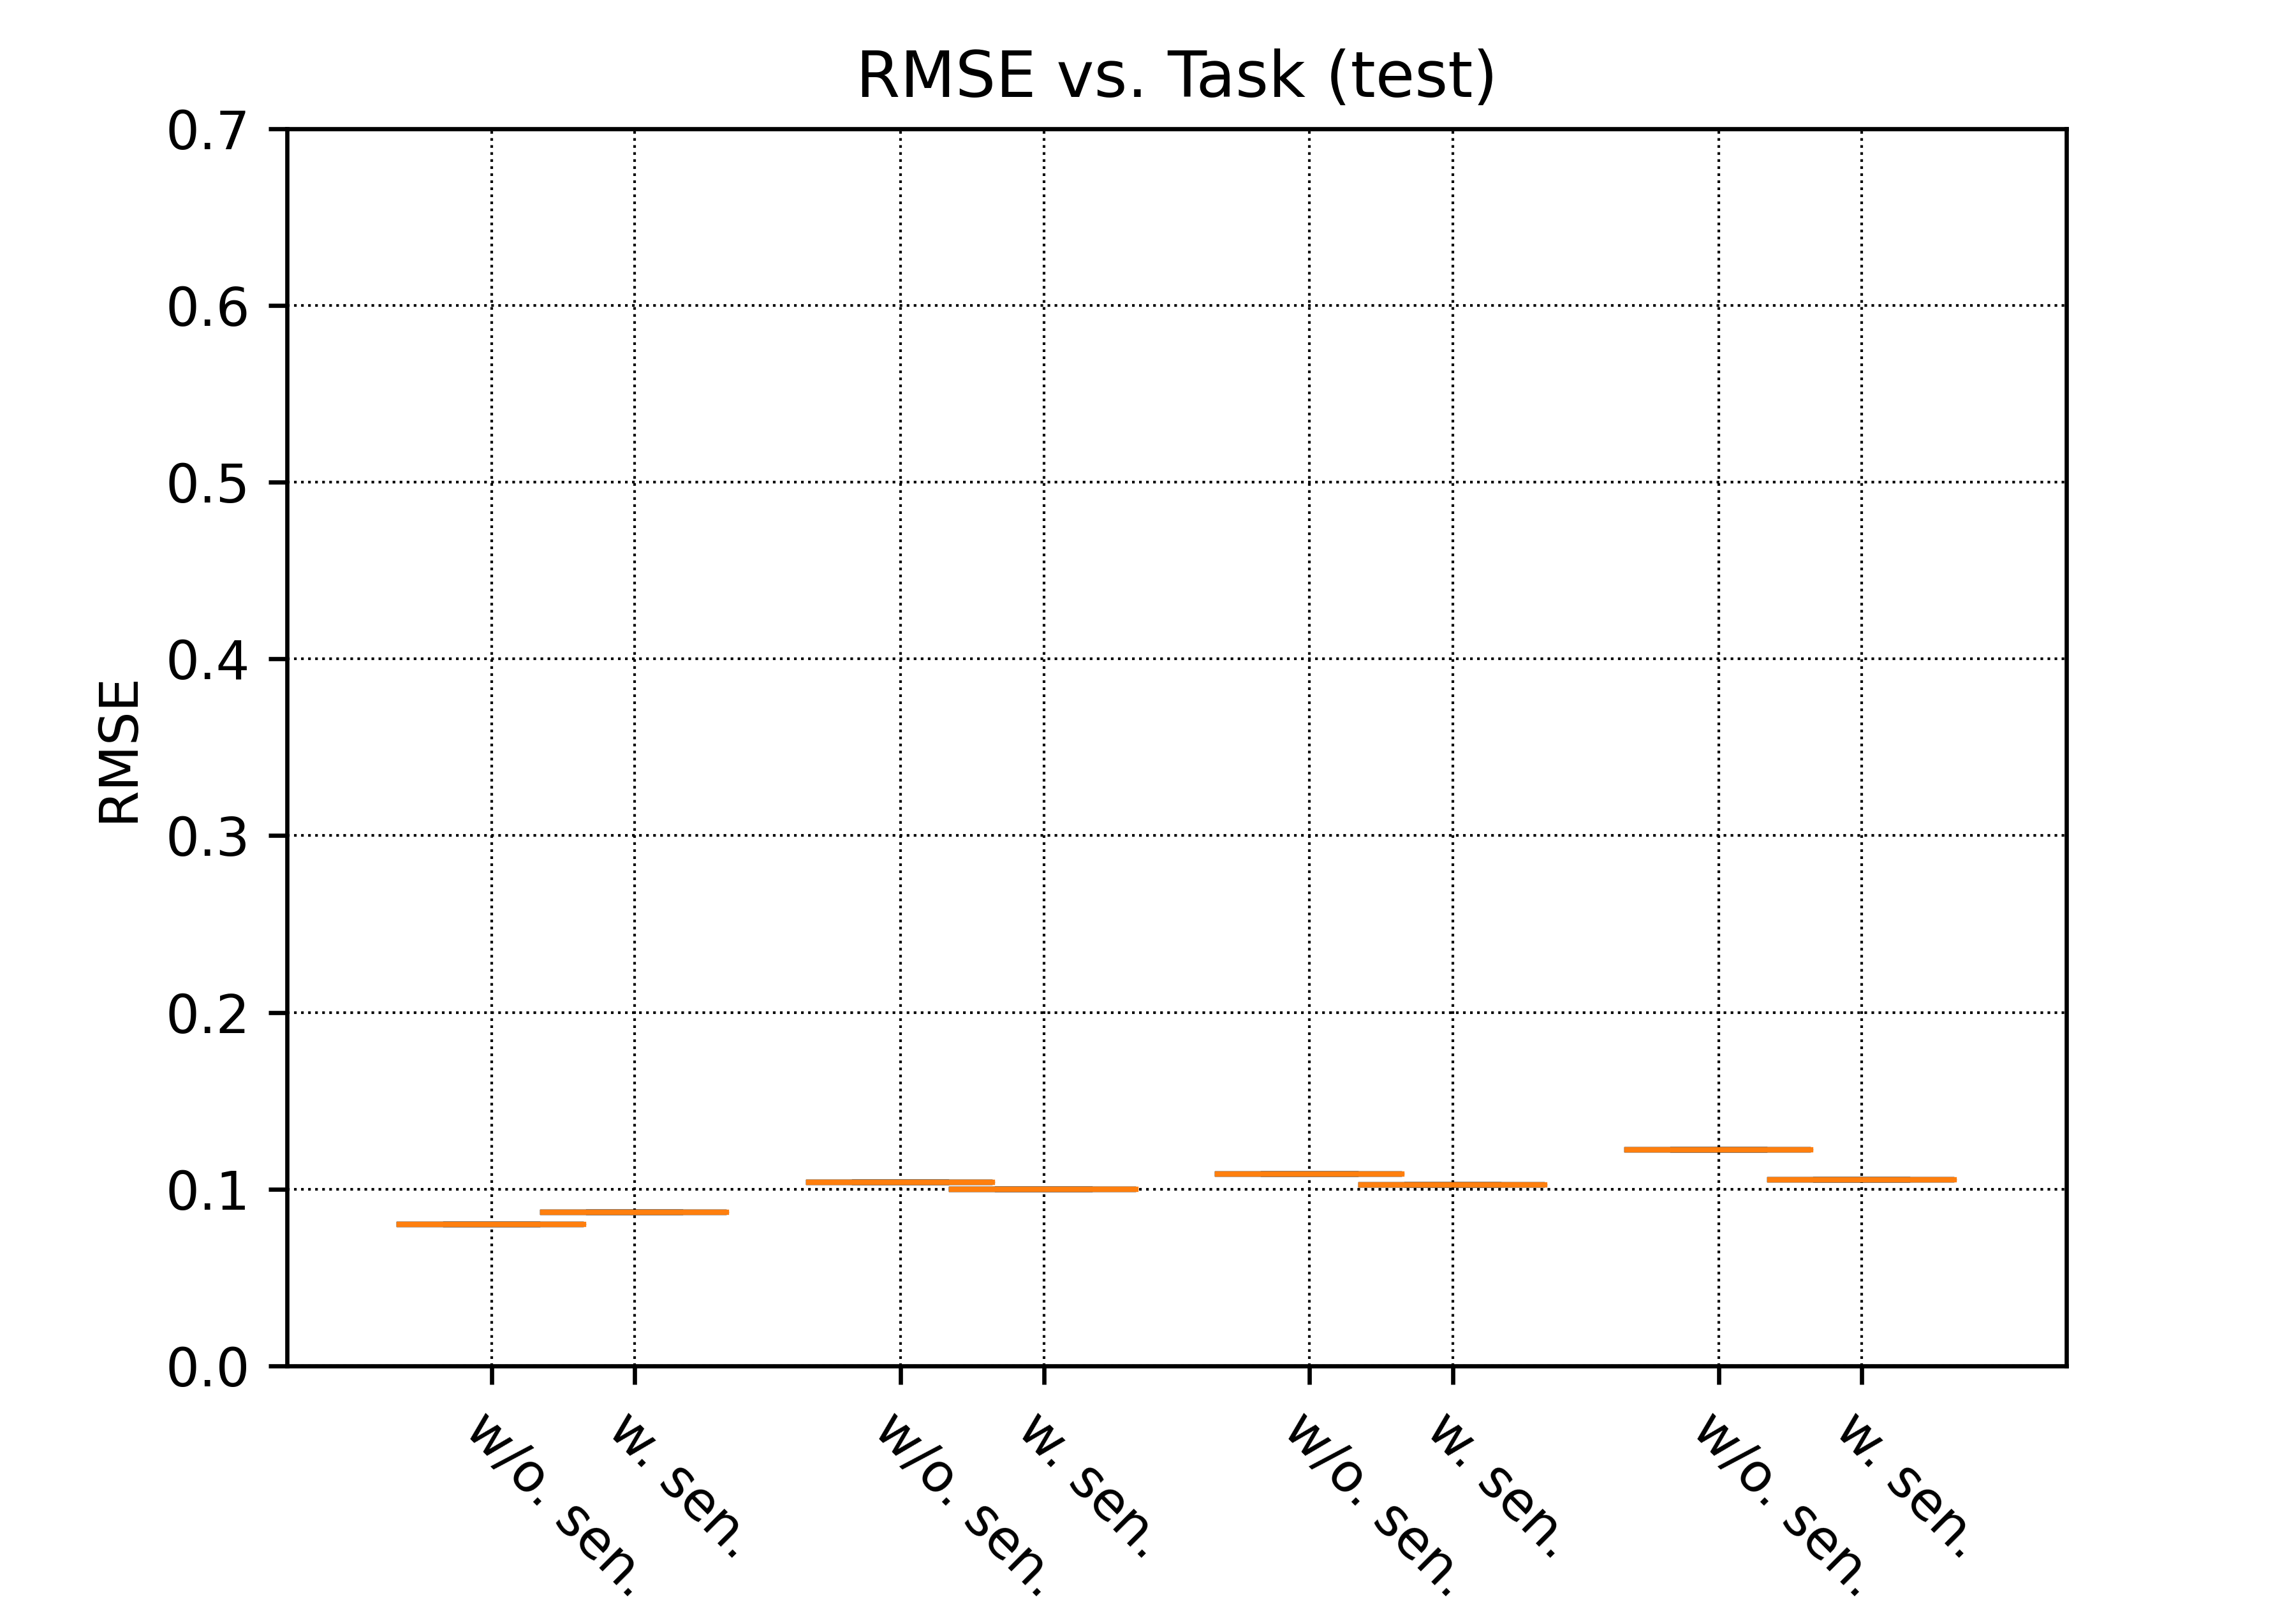 RMSE vs. Task (test)
0.7
0.6
0.5
0.4
0.3
0.2
0.1
0.0
RMSE
w/o. sen.
w. sen.
w/o. sen.
w. sen.
w/o. sen.
w. sen.
w/o. sen.
w. sen.